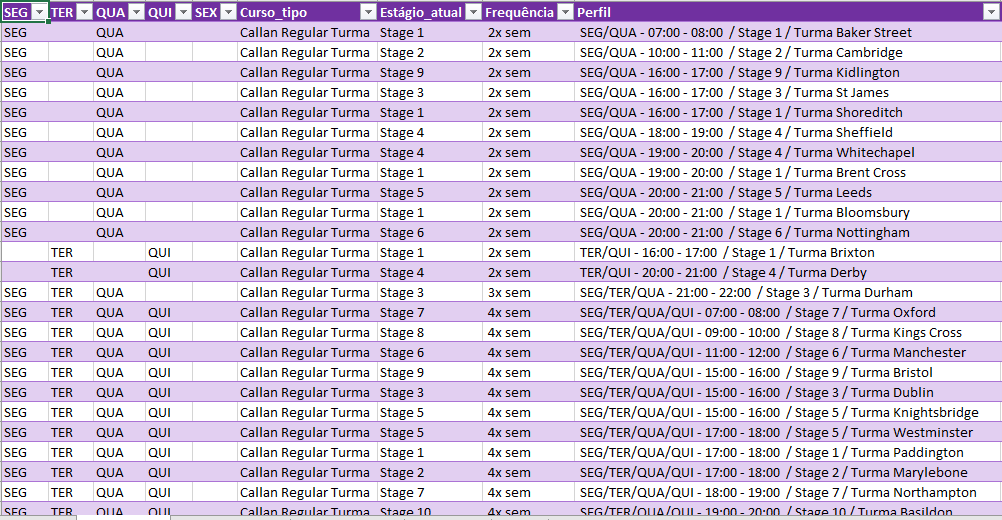 SEG TER QUA QUI SEX Curso_tipo Estágio_atual Frequência Perfil
SEG QUA Callan Regular Turma Stage 1 2x sem SEG/QUA - 07:00 - 08:00 / Stage 1 / Turma Baker Street
SEG QUA Callan Regular Turma Stage 2 2x sem SEG/QUA - 10:00 - 11:00 / Stage 2 / Turma Cambridge
SEG QUA Callan Regular Turma Stage 9 2x sem SEG/QUA - 16:00 - 17:00 / Stage 9 / Turma Kidlington
SEG QUA Callan Regular Turma Stage 3 2x sem SEG/QUA - 16:00 - 17:00 / Stage 3 / Turma St James
SEG QUA Callan Regular Turma Stage 1 2x sem SEG/QUA - 16:00 - 17:00 / Stage 1 / Turma Shoreditch
SEG QUA Callan Regular Turma Stage 4 2x sem SEG/QUA - 18:00 - 19:00 / Stage 4 / Turma Sheffield
SEG QUA Callan Regular Turma Stage 4 2x sem SEG/QUA - 19:00 - 20:00 / Stage 4 / Turma Whitechapel
SEG QUA Callan Regular Turma Stage 1 2x sem SEG/QUA - 19:00 - 20:00 / Stage 1 / Turma Brent Cross
SEG QUA Callan Regular Turma Stage 5 2x sem SEG/QUA - 20:00 - 21:00 / Stage 5 / Turma Leeds
SEG QUA Callan Regular Turma Stage 1 2x sem SEG/QUA - 20:00 - 21:00 / Stage 1 / Turma Bloomsbury
SEG QUA Callan Regular Turma Stage 6 2x sem SEG/QUA - 20:00 - 21:00 / Stage 6 / Turma Nottingham
TER QUI Callan Regular Turma Stage 1 2x sem TER/QUI - 16:00 - 17:00 / Stage 1 / Turma Brixton
TER QUI Callan Regular Turma Stage 4 2x sem TER/QUI - 20:00 - 21:00 / Stage 4 / Turma Derby
SEG TER QUA Callan Regular Turma Stage 3 3x sem SEG/TER/QUA - 21:00 - 22:00 / Stage 3 / Turma Durham
SEG TER QUA QUI Callan Regular Turma Stage 7 4x sem SEG/TER/QUA/QUI - 07:00 - 08:00 / Stage 7 / Turma Oxford
SEG TER QUA QUI Callan Regular Turma Stage 8 4x sem SEG/TER/QUA/QUI - 09:00 - 10:00 / Stage 8 / Turma Kings Cross
SEG TER QUA QUI Callan Regular Turma Stage 6 4x sem SEG/TER/QUA/QUI - 11:00 - 12:00 / Stage 6 / Turma Manchester
SEG TER QUA QUI Callan Regular Turma Stage 9 4x sem SEG/TER/QUA/QUI - 15:00 - 16:00 / Stage 9 / Turma Bristol
SEG TER QUA QUI Callan Regular Turma Stage 3 4x sem SEG/TER/QUA/QUI - 15:00 - 16:00 / Stage 3 / Turma Dublin
SEG TER QUA QUI Callan Regular Turma Stage 5 4x sem SEG/TER/QUA/QUI - 15:00 - 16:00 / Stage 5 / Turma Knightsbridge
SEG TER QUA QUI Callan Regular Turma Stage 5 4x sem SEG/TER/QUA/QUI - 17:00 - 18:00 / Stage 5 / Turma Westminster
SEG TER QUA QUI Callan Regular Turma Stage 1 4x sem SEG/TER/QUA/QUI - 17:00 - 18:00 / Stage 1 / Turma Paddington
SEG TER QUA QUI Callan Regular Turma Stage 2 4x sem SEG/TER/QUA/QUI - 17:00 - 18:00 / Stage 2 / Turma Marylebone
SEG TER QUA QUI Callan Regular Turma Stage 7 4x sem SEG/TER/QUA/QUI - 18:00 - 19:00 / Stage 7 / Turma Northampton
SEG TER QUA QUI Callan Regular Turma Stage 10 4x sem SEG/TER/QUA/QUI - 19:00 - 20:00 / Stage 10 / Turma Basildon